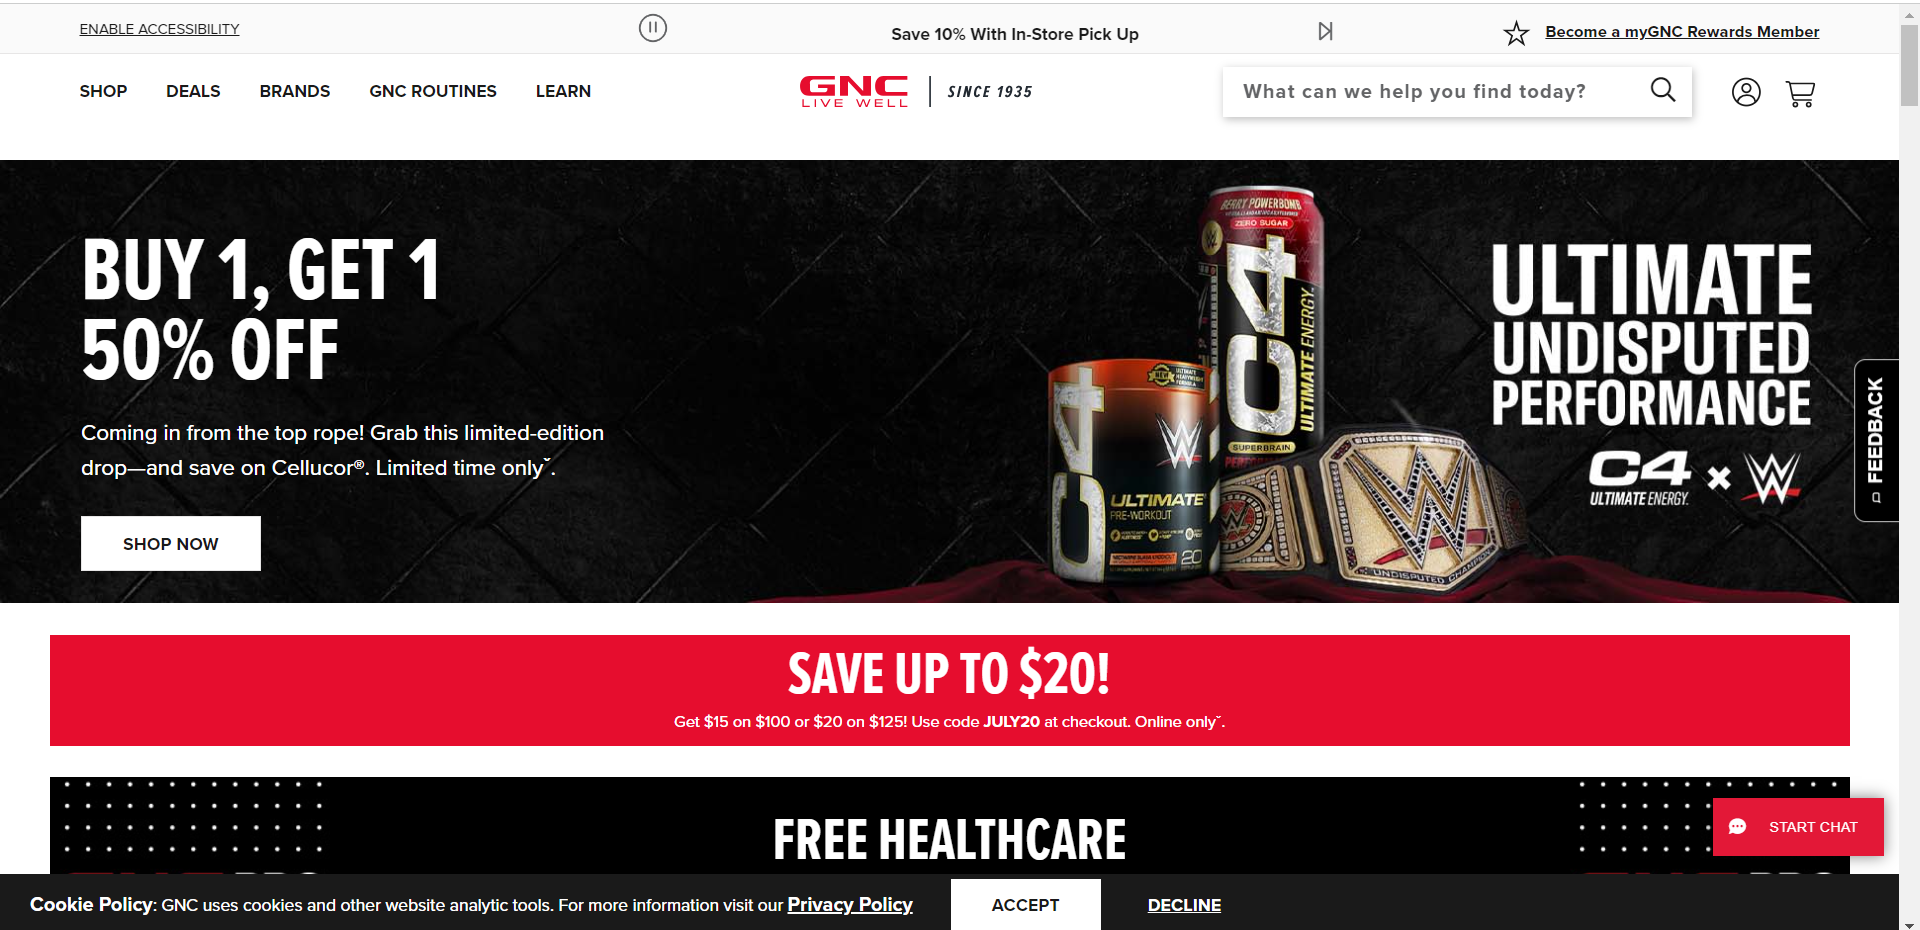 ENABLE ACCESSIBILITY
Save 10% With In-Store Pick Up
Become a myGNC Rewards Member
SHOP
DEALS
BRANDS
GNC ROUTINES
LEARN
GNC
LIVE WELL
SINCE 1935
What can we help you find today?
BUY 1, GET 1
50% OFF
Coming in from the top rope! Grab this limited-edition
drop—and save on Cellucor®. Limited time only˘.
SHOP NOW
BERRY POWERBOMB
ZERO SUGAR
C4
ULTIMATE ENERGY
SUPERBRAIN
NEW
C4
ULTIMATE
PRE-WORKOUT
20
UNDISPUTED CHAMPION
ULTIMATE
UNDISPUTED
PERFORMANCE
C4
ULTIMATE ENERGY
×
W
FEEDBACK
SAVE UP TO $20!
Get $15 on $100 or $20 on $125! Use code JULY20 at checkout. Online only˘.
FREE HEALTHCARE
START CHAT
Cookie Policy: GNC uses cookies and other website analytic tools. For more information visit our Privacy Policy
ACCEPT
DECLINE